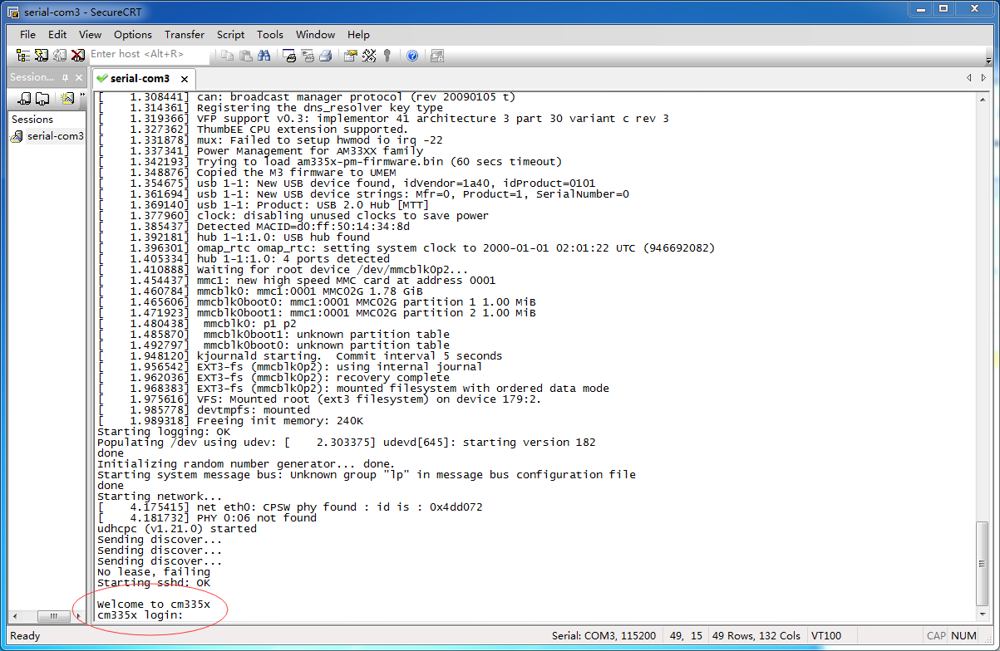 serial-com3 - SecureCRT
File Edit View Options Transfer Script Tools Window Help
Enter host <Alt+R>
Session...
serial-com3
Sessions
serial-com3
[    1.308441] can: broadcast manager protocol (rev 20090105 t)
[    1.314361] Registering the dns_resolver key type
[    1.319366] VFP support v0.3: implementor 41 architecture 3 part 30 variant c rev 3
[    1.327362] ThumbEE CPU extension supported.
[    1.331878] mux: Failed to setup hwmod io irq -22
[    1.337341] Power Management for AM33XX family
[    1.342193] Trying to load am335x-pm-firmware.bin (60 secs timeout)
[    1.348876] Copied the M3 firmware to UMEM
[    1.354675] usb 1-1: New USB device found, idVendor=1a40, idProduct=0101
[    1.361694] usb 1-1: New USB device strings: Mfr=0, Product=1, SerialNumber=0
[    1.369140] usb 1-1: Product: USB 2.0 Hub [MTT]
[    1.377960] clock: disabling unused clocks to save power
[    1.385437] Detected MACID=d0:ff:50:14:34:8d
[    1.392181] hub 1-1:1.0: USB hub found
[    1.396301] omap_rtc omap_rtc: setting system clock to 2000-01-01 02:01:22 UTC (946692082)
[    1.405334] hub 1-1:1.0: 4 ports detected
[    1.410888] Waiting for root device /dev/mmcblk0p2...
[    1.454437] mmc1: new high speed MMC card at address 0001
[    1.460784] mmcblk0: mmc1:0001 MMC02G 1.78 GiB
[    1.465606] mmcblk0boot0: mmc1:0001 MMC02G partition 1 1.00 MiB
[    1.471923] mmcblk0boot1: mmc1:0001 MMC02G partition 2 1.00 MiB
[    1.480438]  mmcblk0: p1 p2
[    1.485870]  mmcblk0boot1: unknown partition table
[    1.492797]  mmcblk0boot0: unknown partition table
[    1.948120] kjournald starting.  Commit interval 5 seconds
[    1.956542] EXT3-fs (mmcblk0p2): using internal journal
[    1.962036] EXT3-fs (mmcblk0p2): recovery complete
[    1.968383] EXT3-fs (mmcblk0p2): mounted filesystem with ordered data mode
[    1.975616] VFS: Mounted root (ext3 filesystem) on device 179:2.
[    1.985778] devtmpfs: mounted
[    1.989318] Freeing init memory: 240K
Starting logging: OK
Populating /dev using udev: [    2.303375] udevd[645]: starting version 182
done
Initializing random number generator... done.
Starting system message bus: Unknown group "lp" in message bus configuration file
done
Starting network...
[    4.175415] net eth0: CPSW phy found : id is : 0x4dd072
[    4.181732] PHY 0:06 not found
udhcpc (v1.21.0) started
Sending discover...
Sending discover...
Sending discover...
No lease, failing
Starting sshd: OK
Welcome to cm335x
cm335x login:
Ready Serial: COM3, 115200 49, 15 49 Rows, 132 Cols VT100 CAP NUM